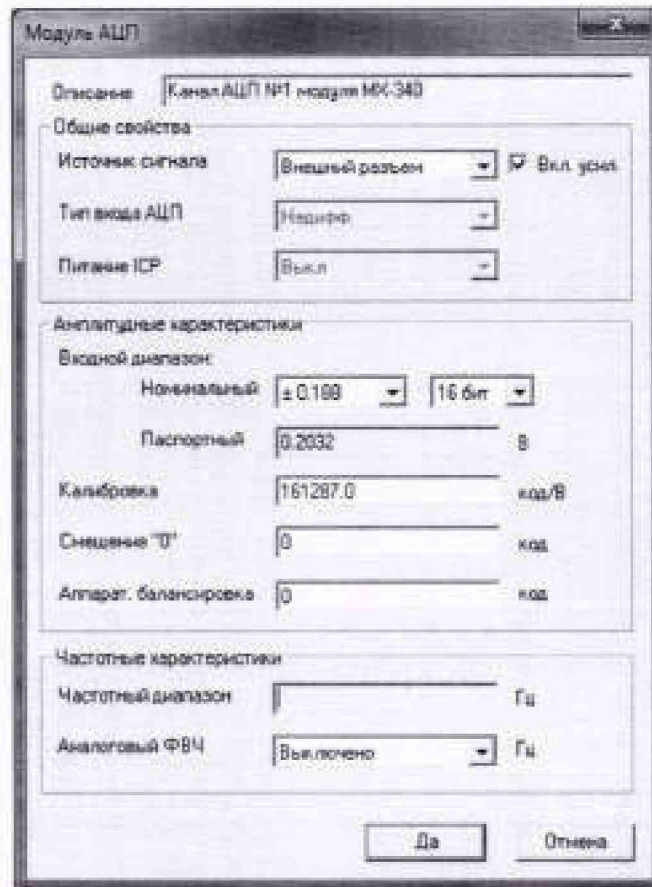 Модуль АЦП
Описание Канал АЦП №1 модуля МХ-340
Общие свойства
Источник сигнала Внешний разъем Вкл. усил.
Тип входа АЦП Недифф
Питание ICP Выкл
Амплитудные характеристики
Входной диапазон:
Номинальный ± 0.188 16 бит
Паспортный 0.2032 В
Калибровка 161287.0 код/В
Смещение "0" 0 код
Аппарат. балансировка 0 код
Частотные характеристики
Частотный диапазон Гц
Аналоговый ФВЧ Выключено Гц
Да Отмена